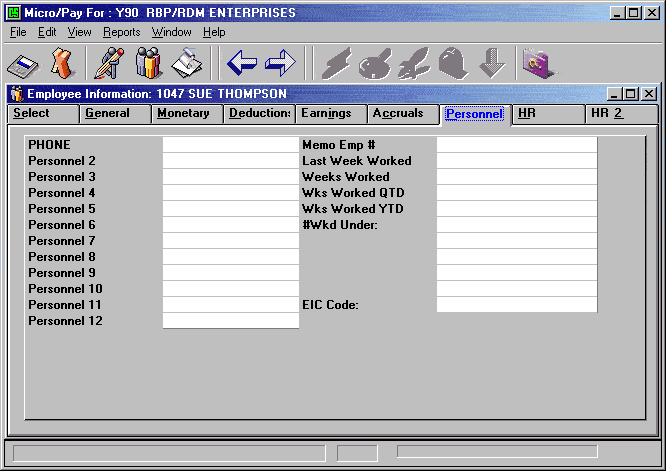 Micro/Pay For : Y90 RBP/RDM ENTERPRISES
File Edit View Reports Window Help
Employee Information: 1047 SUE THOMPSON
Select General Monetary Deduction: Earnings Accruals Personnel HR HR 2
PHONE Memo Emp #
Personnel 2 Last Week Worked
Personnel 3 Weeks Worked
Personnel 4 Wks Worked QTD
Personnel 5 Wks Worked YTD
Personnel 6 #Wkd Under:
Personnel 7
Personnel 8
Personnel 9
Personnel 10
Personnel 11 EIC Code:
Personnel 12